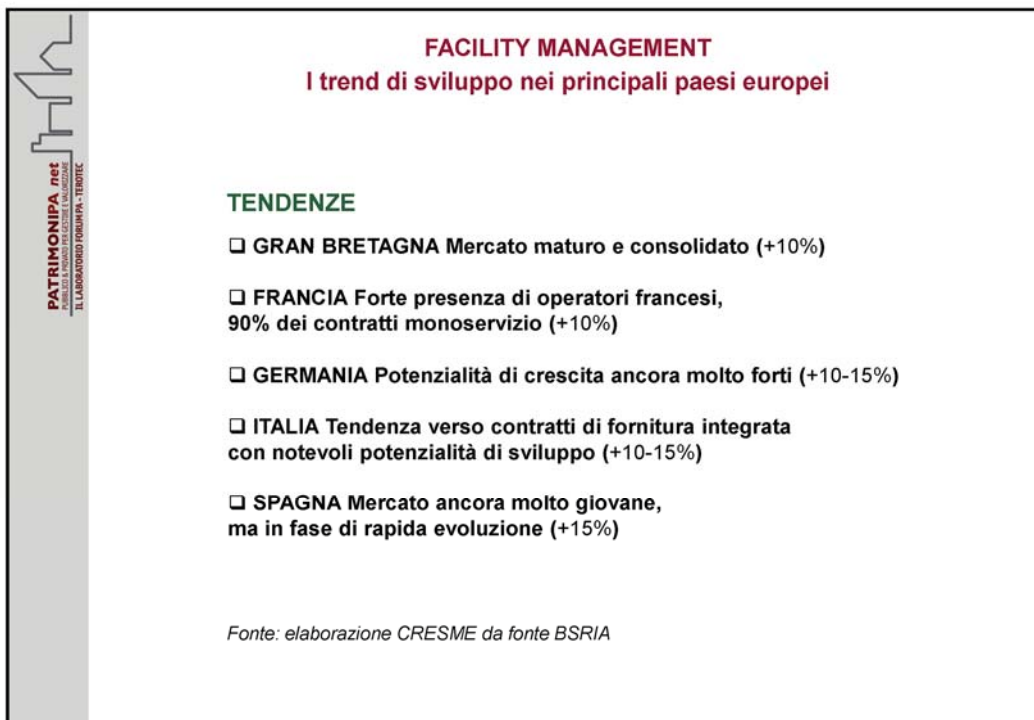 FACILITY MANAGEMENT
I trend di sviluppo nei principali paesi europei
PATRIMONIPA net
PUBBLICO & PRIVATO PER GESTIRE E VALORIZZARE
IL LABORATORIO FORUM PA - TEROTEC
TENDENZE
❑ GRAN BRETAGNA Mercato maturo e consolidato (+10%)
❑ FRANCIA Forte presenza di operatori francesi,
90% dei contratti monoservizio (+10%)
❑ GERMANIA Potenzialità di crescita ancora molto forti (+10-15%)
❑ ITALIA Tendenza verso contratti di fornitura integrata
con notevoli potenzialità di sviluppo (+10-15%)
❑ SPAGNA Mercato ancora molto giovane,
ma in fase di rapida evoluzione (+15%)
Fonte: elaborazione CRESME da fonte BSRIA